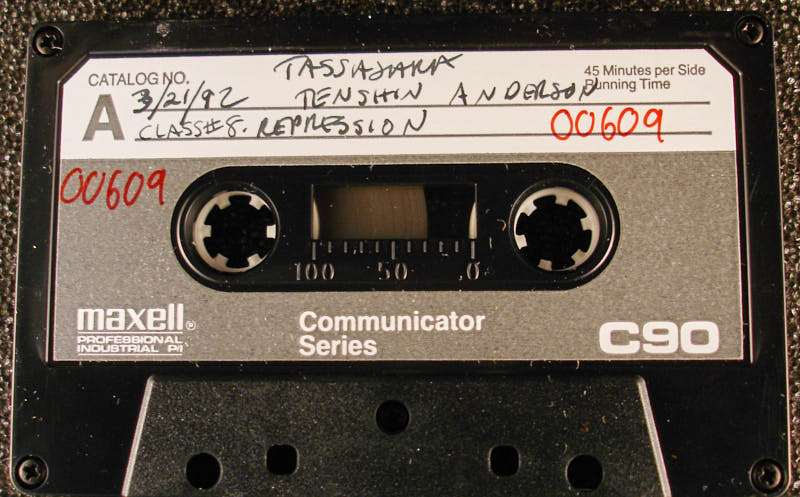 TASSAJARA
CATALOG NO. 3/21/92 TENSHIN ANDERSON
45 Minutes per Side
Running Time
A CLASS#8. REPRESSION 00609
00609
100 50 0
maxell®
PROFESSIONAL
INDUSTRIAL P/I
Communicator
Series
C90